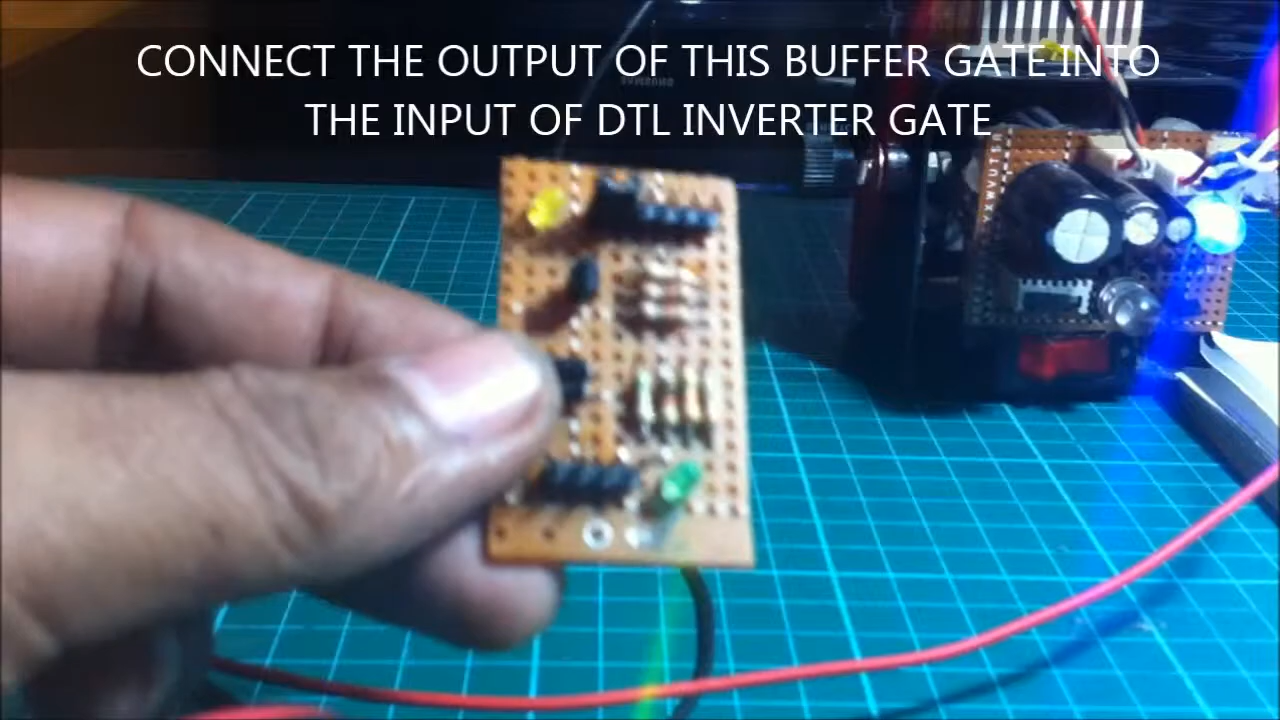 CONNECT THE OUTPUT OF THIS BUFFER GATE INTO
THE INPUT OF DTL INVERTER GATE